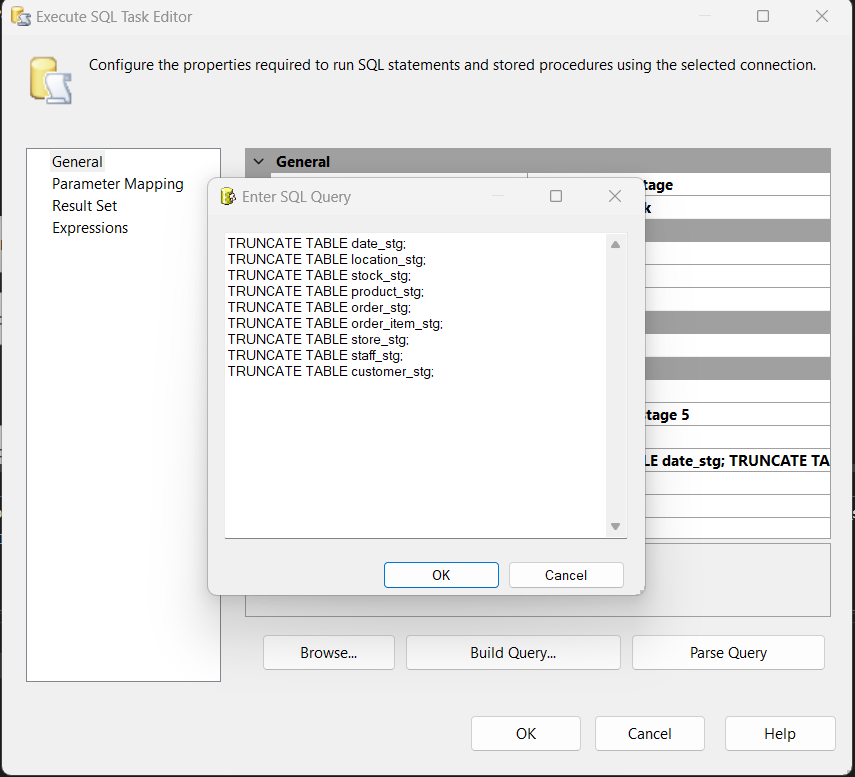 Execute SQL Task Editor
Configure the properties required to run SQL statements and stored procedures using the selected connection.
General
Parameter Mapping
Result Set
Expressions
General
Enter SQL Query
TRUNCATE TABLE date_stg;
TRUNCATE TABLE location_stg;
TRUNCATE TABLE stock_stg;
TRUNCATE TABLE product_stg;
TRUNCATE TABLE order_stg;
TRUNCATE TABLE order_item_stg;
TRUNCATE TABLE store_stg;
TRUNCATE TABLE staff_stg;
TRUNCATE TABLE customer_stg;
OK
Cancel
tage
k
tage 5
LE date_stg; TRUNCATE TA
Browse...
Build Query...
Parse Query
OK
Cancel
Help